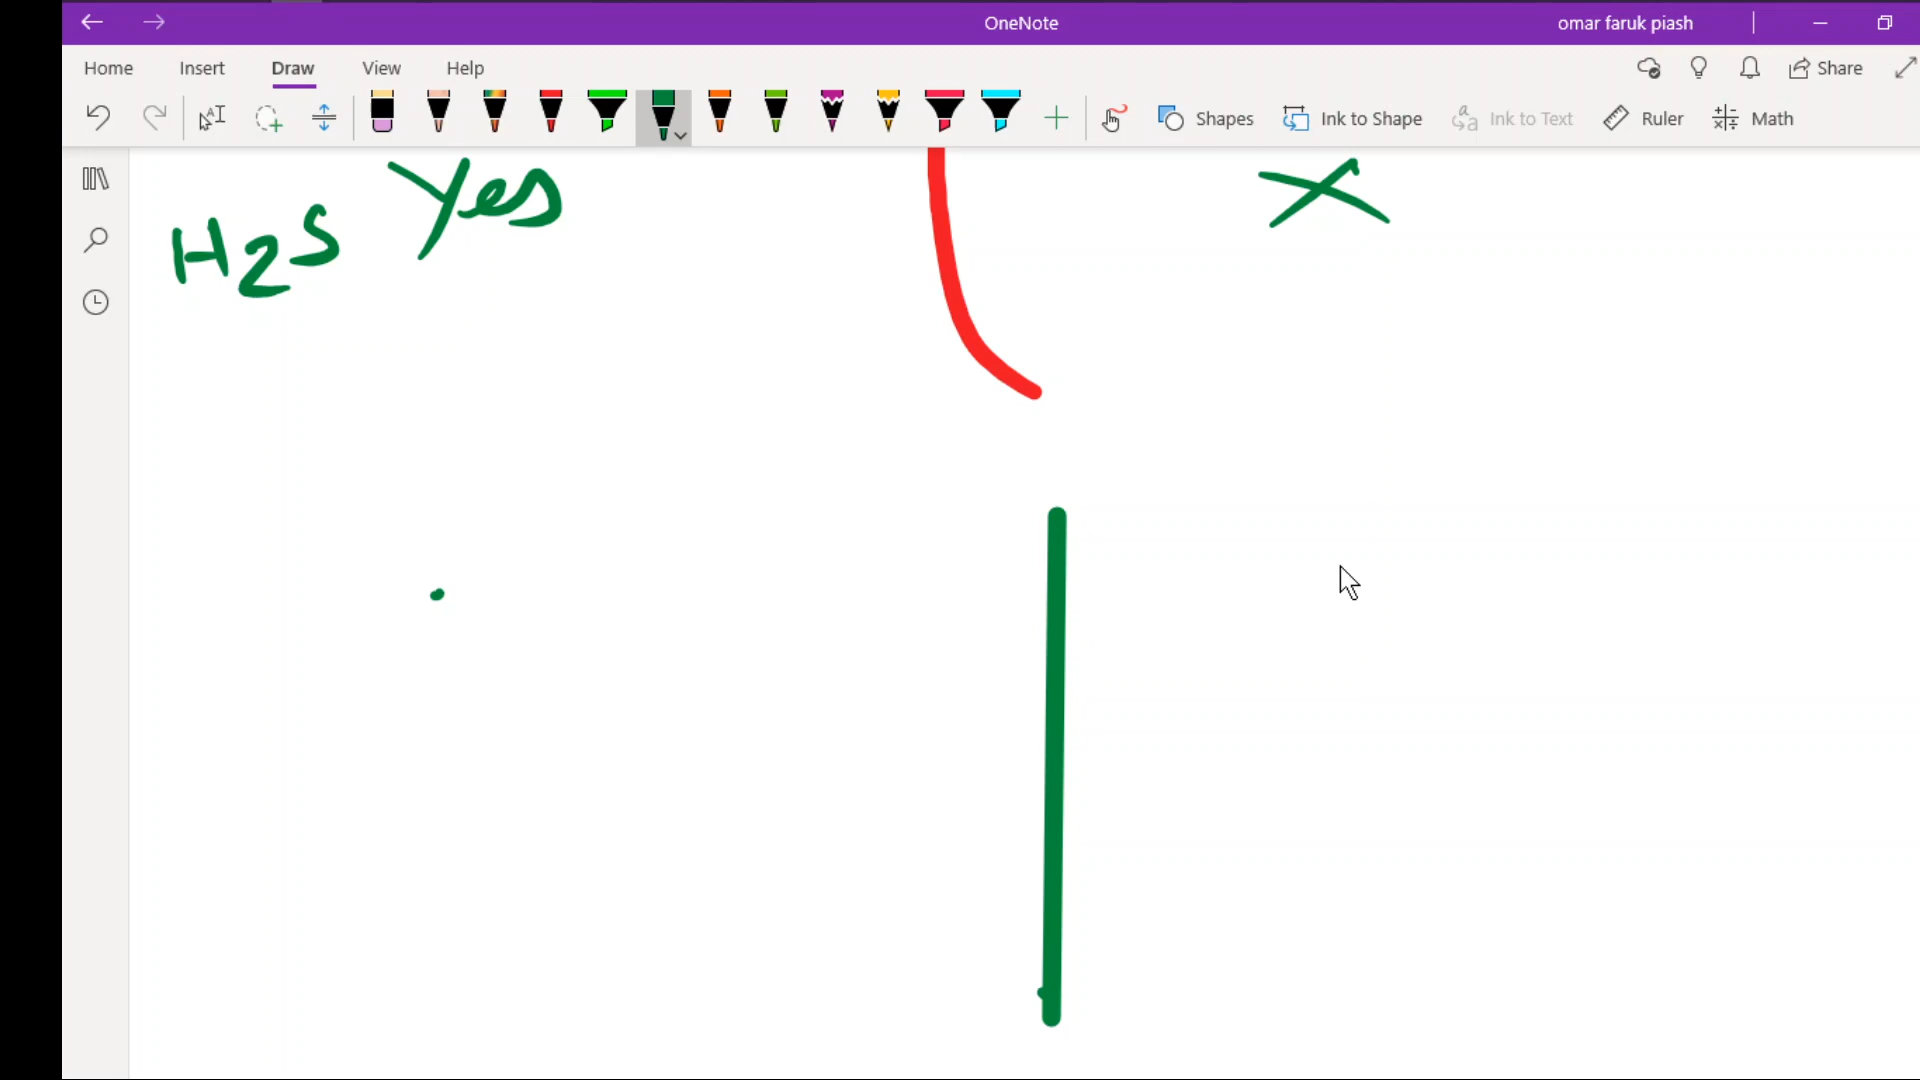 OneNote
omar faruk piash
Home Insert Draw View Help
Share
Shapes Ink to Shape Ink to Text Ruler Math
Yes X
H2S